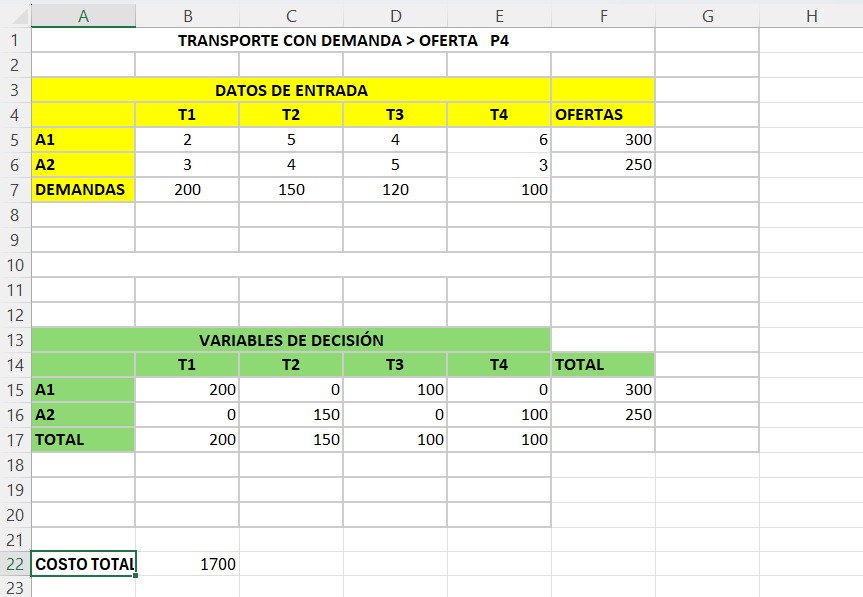 A B C D E F G H
1 TRANSPORTE CON DEMANDA > OFERTA P4
2
3 DATOS DE ENTRADA
4 T1 T2 T3 T4 OFERTAS
5 A1 2 5 4 6 300
6 A2 3 4 5 3 250
7 DEMANDAS 200 150 120 100
8
9
10
11
12
13 VARIABLES DE DECISIÓN
14 T1 T2 T3 T4 TOTAL
15 A1 200 0 100 0 300
16 A2 0 150 0 100 250
17 TOTAL 200 150 100 100
18
19
20
21
22 COSTO TOTAL 1700
23